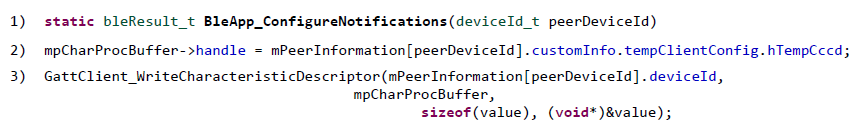 1) static bleResult_t BleApp_ConfigureNotifications(deviceId_t peerDeviceId)
2) mpCharProcBuffer->handle = mPeerInformation[peerDeviceId].customInfo.tempClientConfig.hTempCccd;
3) GattClient_WriteCharacteristicDescriptor(mPeerInformation[peerDeviceId].deviceId,
mpCharProcBuffer,
sizeof(value), (void*)&value);